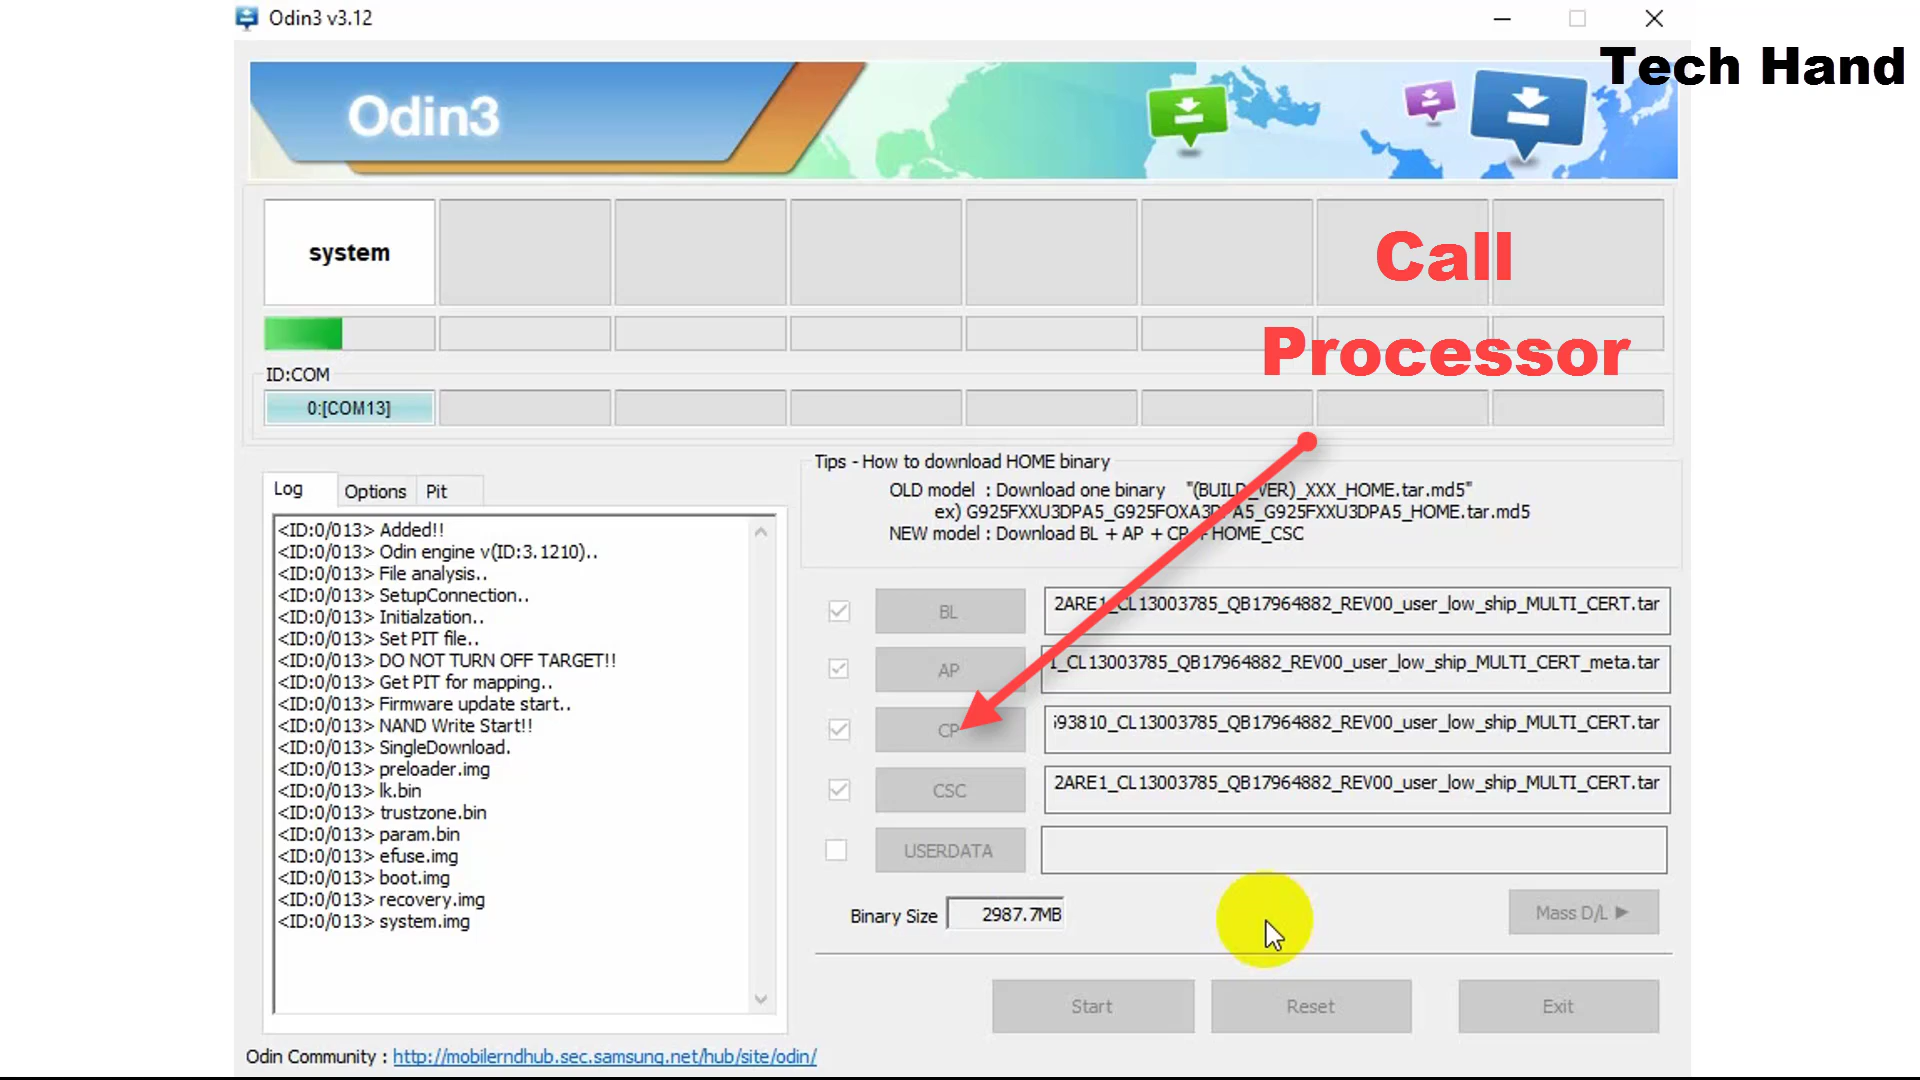 Odin3 v3.12
Tech Hand
Odin3
system
Call
Processor
ID:COM
0:[COM13]
Log
Options
Pit
<ID:0/013> Added!!
<ID:0/013> Odin engine v(ID:3.1210)..
<ID:0/013> File analysis..
<ID:0/013> SetupConnection..
<ID:0/013> Initialzation..
<ID:0/013> Set PIT file..
<ID:0/013> DO NOT TURN OFF TARGET!!
<ID:0/013> Get PIT for mapping..
<ID:0/013> Firmware update start..
<ID:0/013> NAND Write Start!!
<ID:0/013> SingleDownload.
<ID:0/013> preloader.img
<ID:0/013> lk.bin
<ID:0/013> trustzone.bin
<ID:0/013> param.bin
<ID:0/013> efuse.img
<ID:0/013> boot.img
<ID:0/013> recovery.img
<ID:0/013> system.img
Tips - How to download HOME binary
OLD model : Download one binary "(BUILD_VER)_XXX_HOME.tar.md5"
ex) G925FXXU3DPA5_G925FOXA3DPA5_G925FXXU3DPA5_HOME.tar.md5
NEW model : Download BL + AP + CP + HOME_CSC
BL 2ARE1_CL13003785_QB17964882_REV00_user_low_ship_MULTI_CERT.tar
AP _CL13003785_QB17964882_REV00_user_low_ship_MULTI_CERT_meta.tar
CP 93810_CL13003785_QB17964882_REV00_user_low_ship_MULTI_CERT.tar
CSC 2ARE1_CL13003785_QB17964882_REV00_user_low_ship_MULTI_CERT.tar
USERDATA
Binary Size 2987.7MB
Mass D/L ►
Start
Reset
Exit
Odin Community : http://mobilerndhub.sec.samsung.net/hub/site/odin/